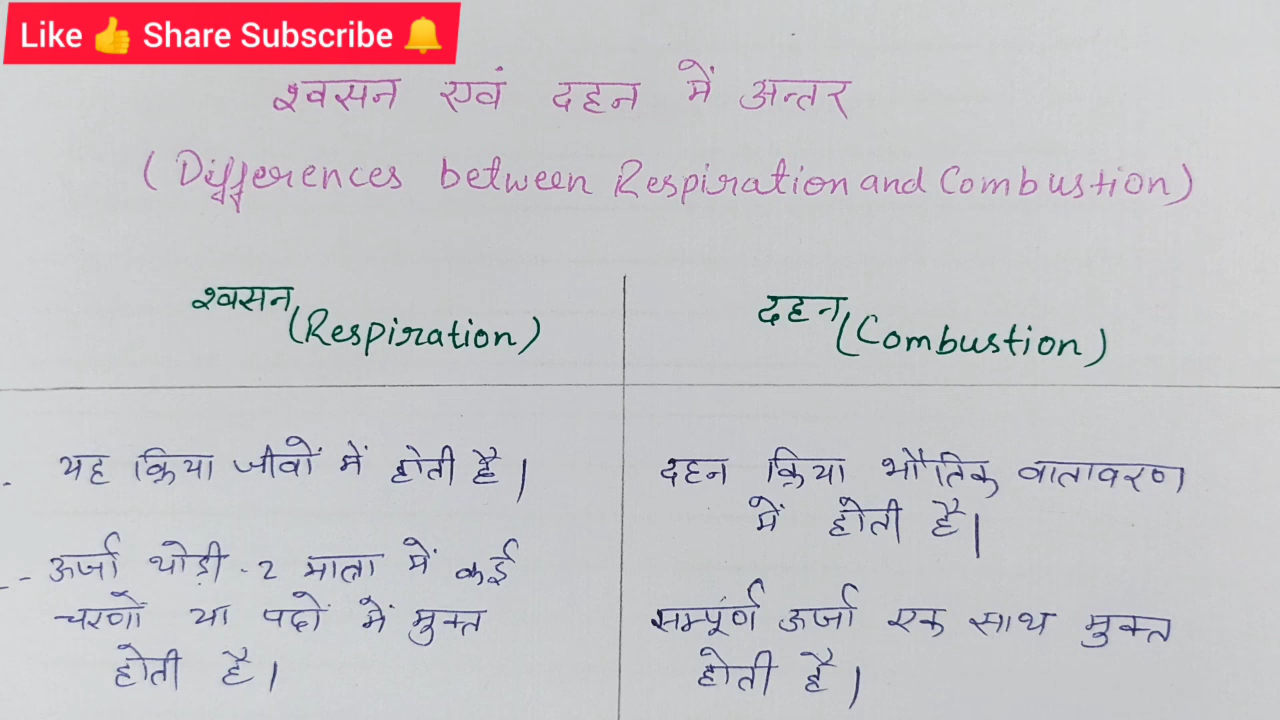 Like 👍 Share Subscribe 🔔
श्वसन एवं दहन में अन्तर
(Differences between Respiration and Combustion)
श्वसन (Respiration)
दहन (Combustion)
यह क्रिया जीवों में होती है।
ऊर्जा थोड़ी-2 मात्रा में कई
चरणों या पदों में मुक्त
होती है।
दहन क्रिया भौतिक वातावरण
में होती है।
सम्पूर्ण ऊर्जा एक साथ मुक्त
होती है।